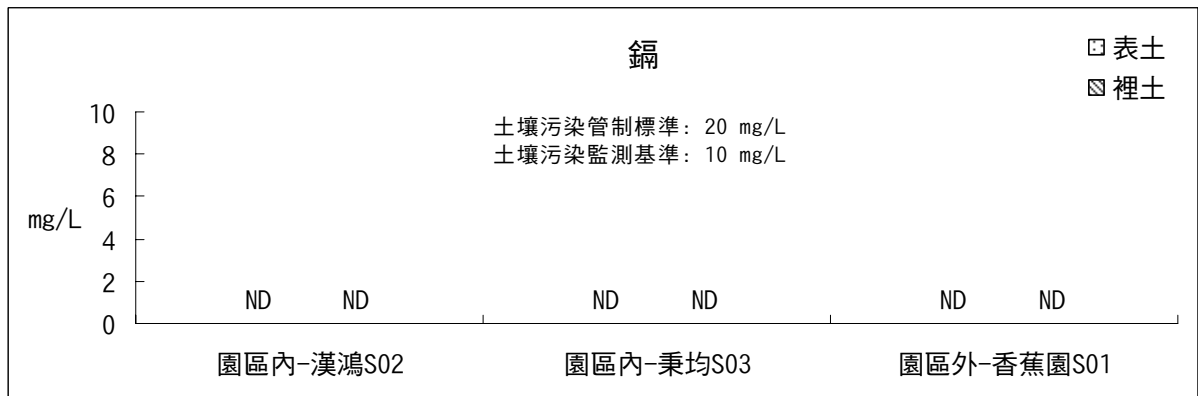 鎘
表土
裡土
土壤污染管制標準: 20 mg/L
土壤污染監測基準: 10 mg/L
mg/L
10
8
6
4
2
0
ND ND ND ND ND ND
園區內-漢鴻S02 園區內-秉均S03 園區外-香蕉園S01